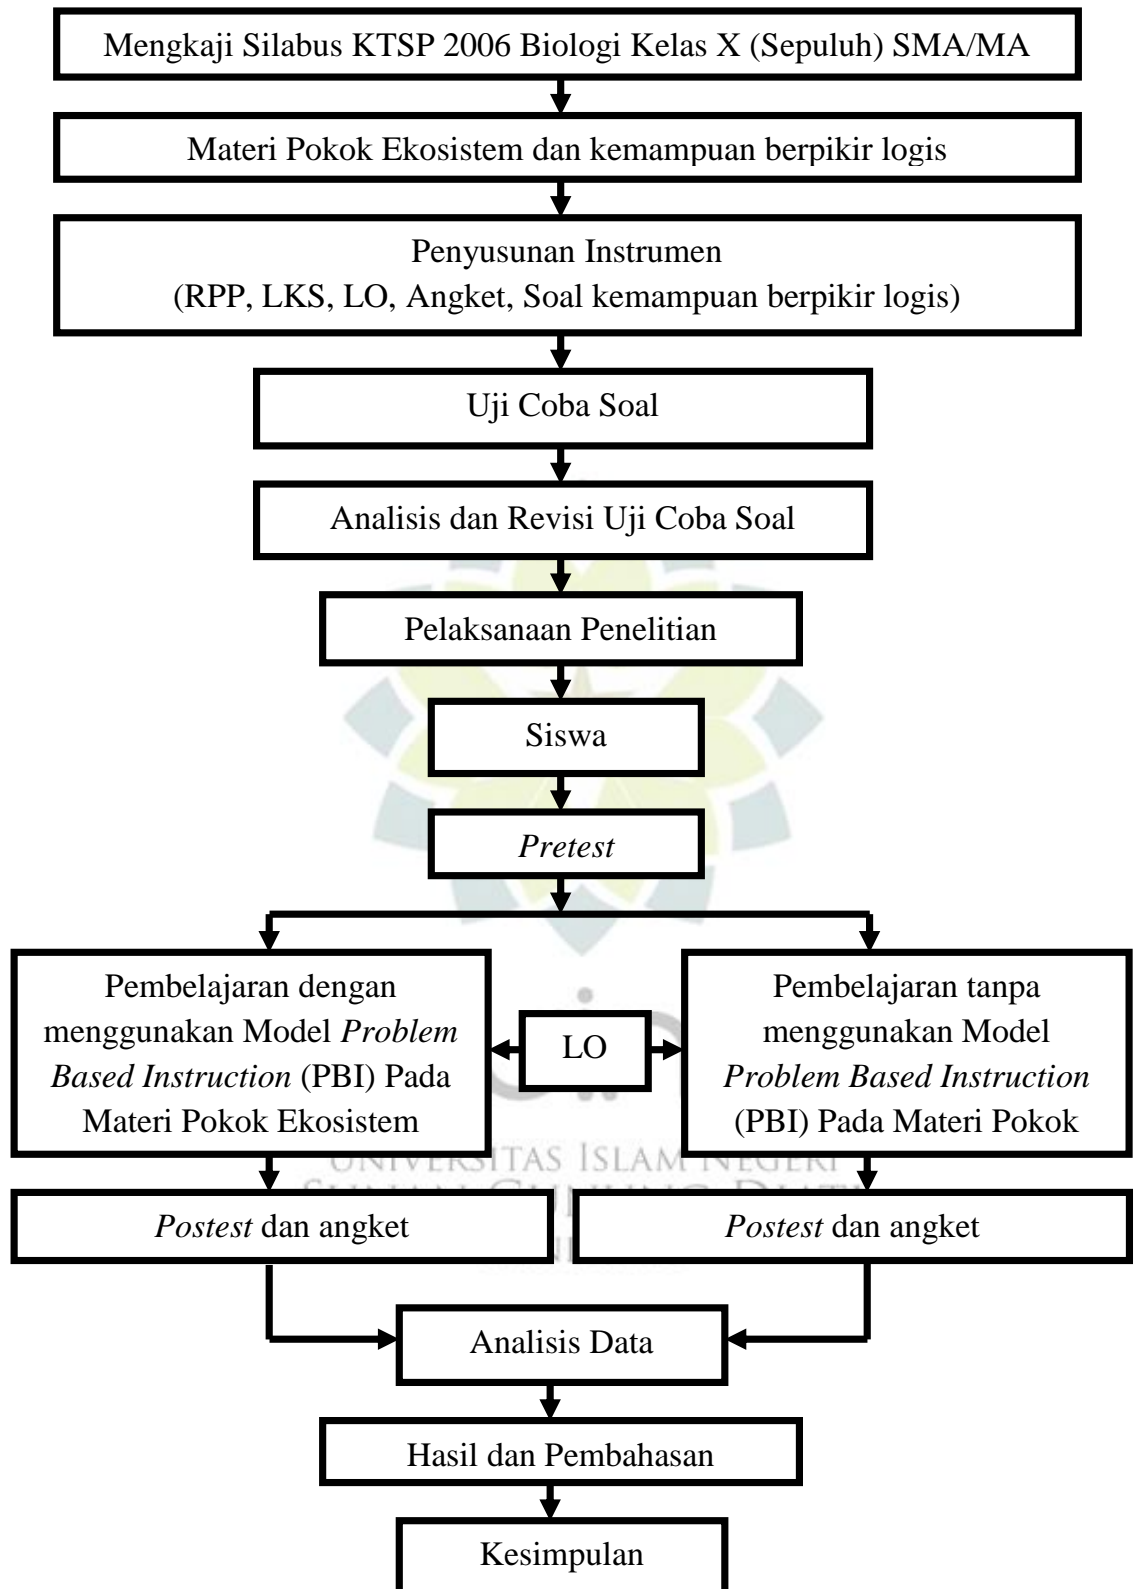 Mengkaji Silabus KTSP 2006 Biologi Kelas X (Sepuluh) SMA/MA
Materi Pokok Ekosistem dan kemampuan berpikir logis
Penyusunan Instrumen
(RPP, LKS, LO, Angket, Soal kemampuan berpikir logis)
Uji Coba Soal
Analisis dan Revisi Uji Coba Soal
Pelaksanaan Penelitian
Siswa
Pretest
Pembelajaran dengan
menggunakan Model Problem
Based Instruction (PBI) Pada
Materi Pokok Ekosistem
LO
Pembelajaran tanpa
menggunakan Model
Problem Based Instruction
(PBI) Pada Materi Pokok
UNIVERSITAS ISLAM NEGERI
Postest dan angket
Postest dan angket
Analisis Data
Hasil dan Pembahasan
Kesimpulan